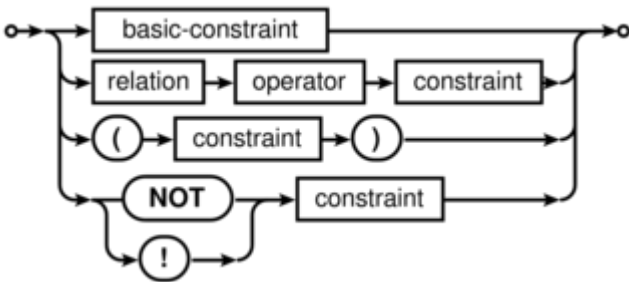 basic-constraint
relation operator constraint
( constraint )
NOT constraint
!